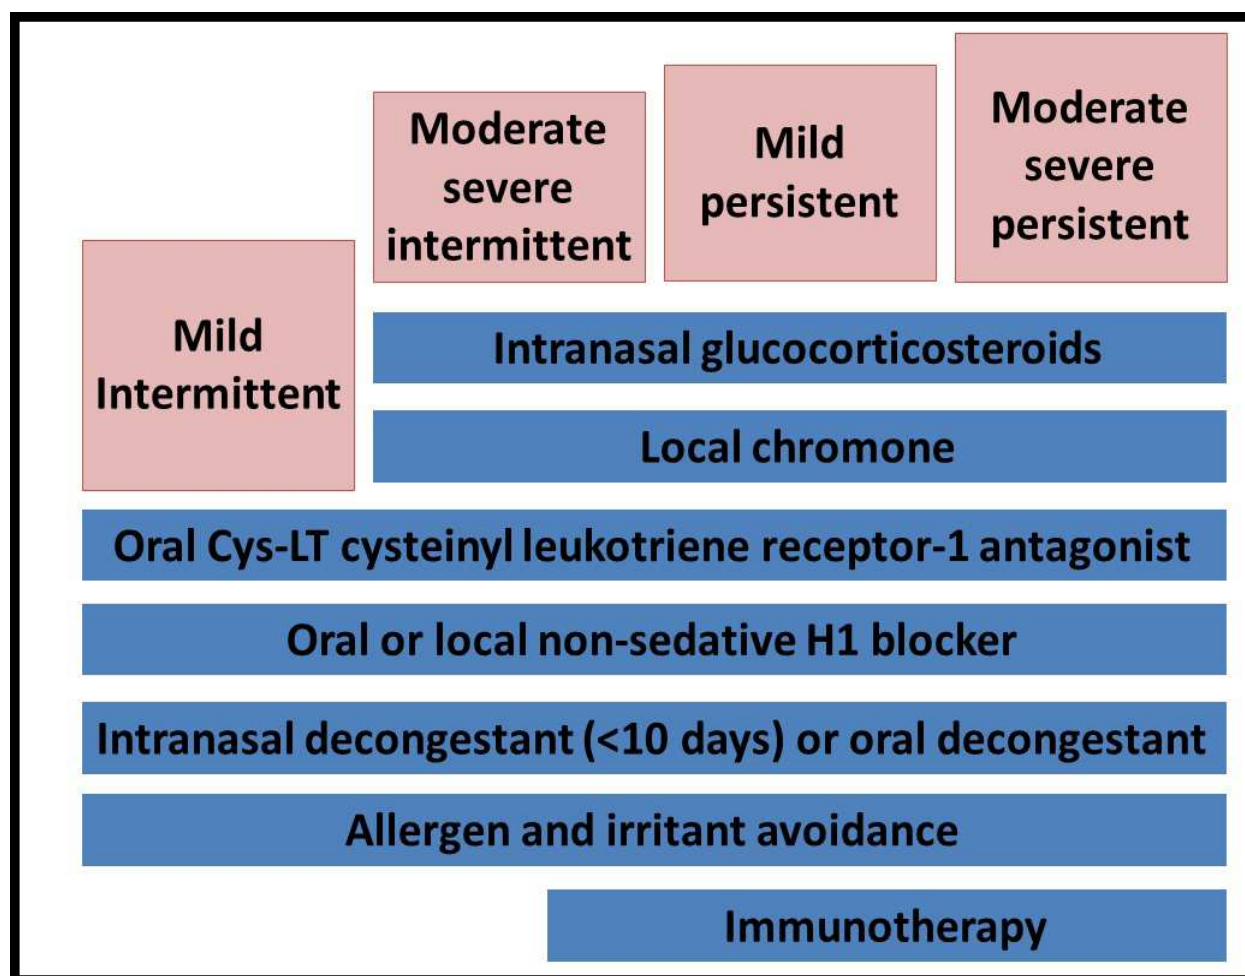 Mild
Intermittent
Moderate
severe
intermittent
Mild
persistent
Moderate
severe
persistent
Intranasal glucocorticosteroids
Local chromone
Oral Cys-LT cysteinyl leukotriene receptor-1 antagonist
Oral or local non-sedative H1 blocker
Intranasal decongestant (<10 days) or oral decongestant
Allergen and irritant avoidance
Immunotherapy